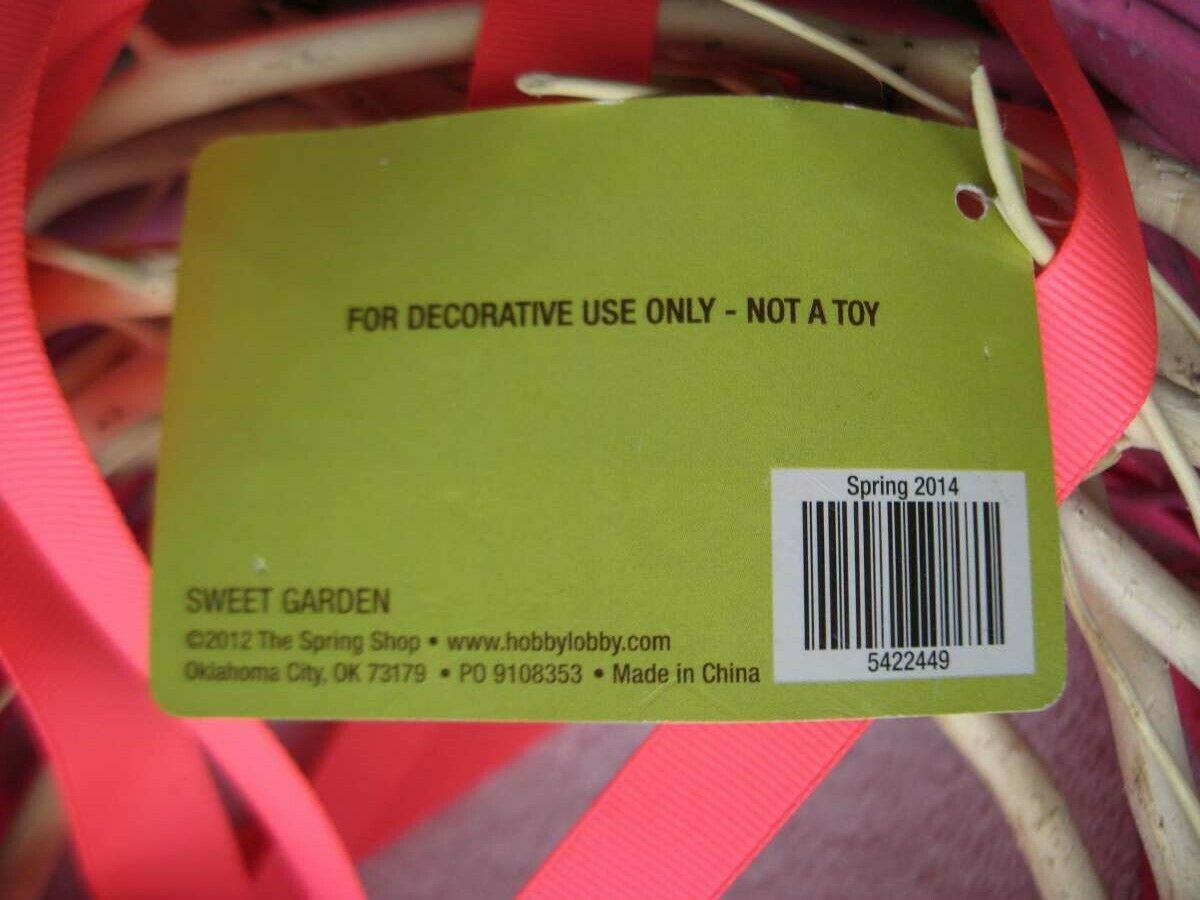 FOR DECORATIVE USE ONLY - NOT A TOY
Spring 2014
5422449
SWEET GARDEN
©2012 The Spring Shop • www.hobbylobby.com
Oklahoma City, OK 73179 • PO 9108353 • Made in China